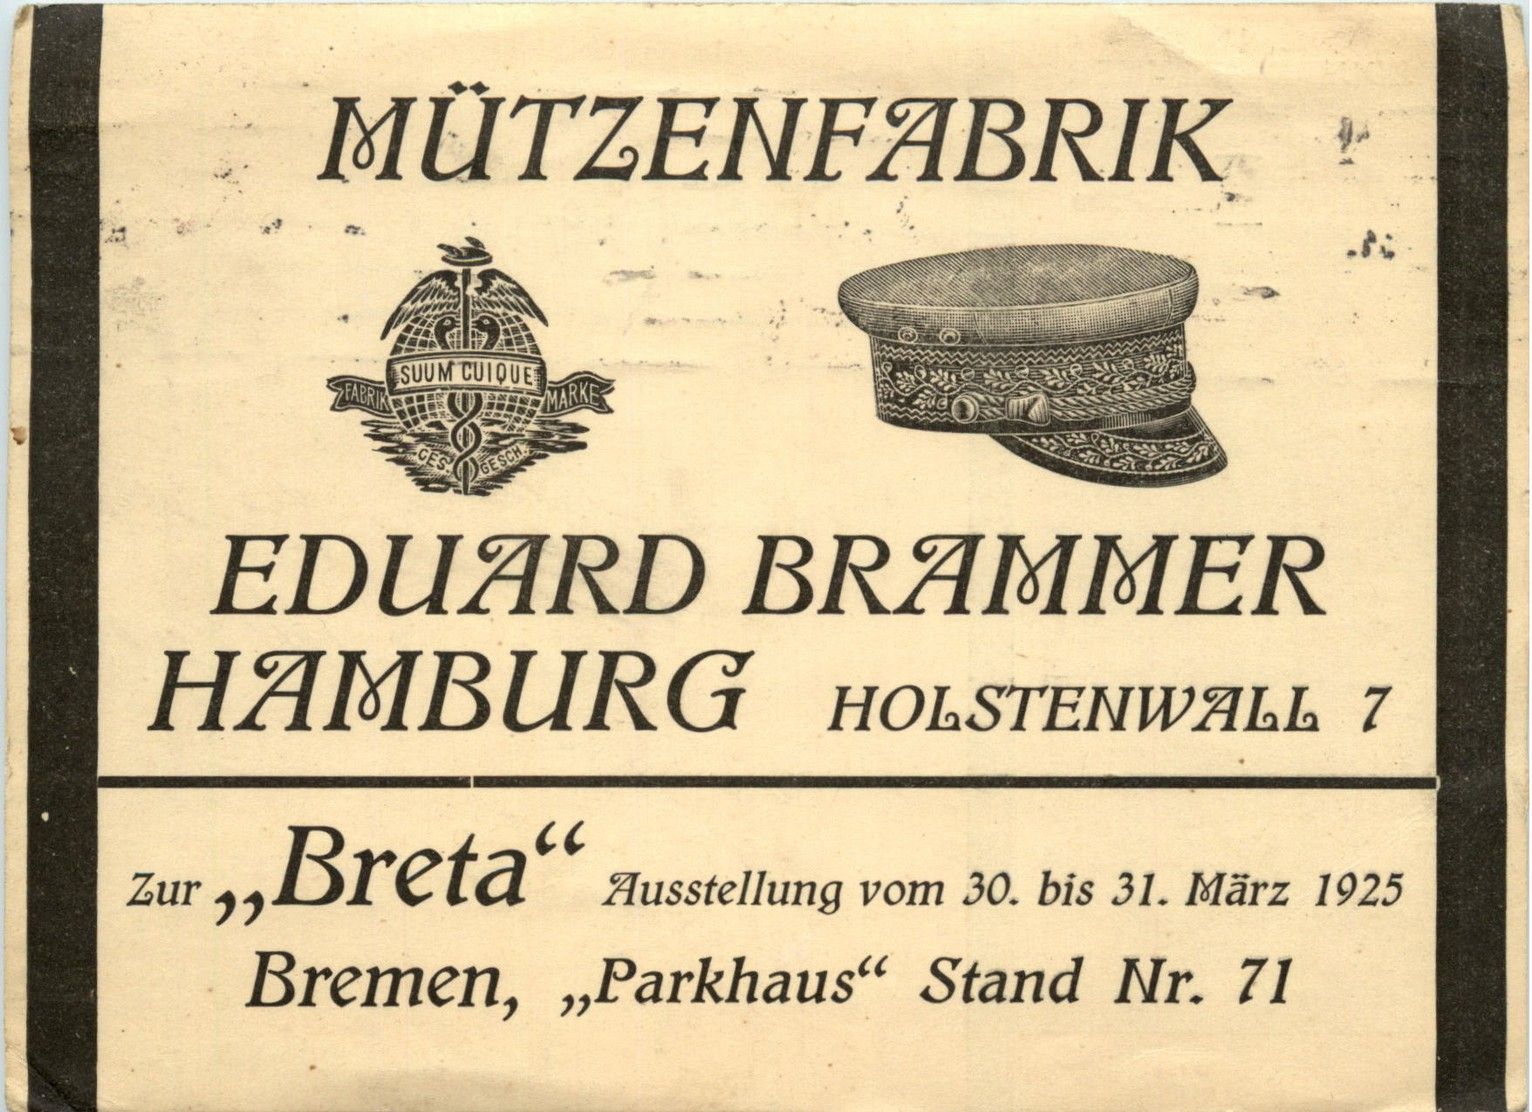 MÜTZENFABRIK
SUUM CUIQUE
FABRIK MARKE
GES. GESCH.
EDUARD BRAMMER
HAMBURG HOLSTENWALL 7
Zur „Breta“ Ausstellung vom 30. bis 31. März 1925
Bremen, „Parkhaus“ Stand Nr. 71